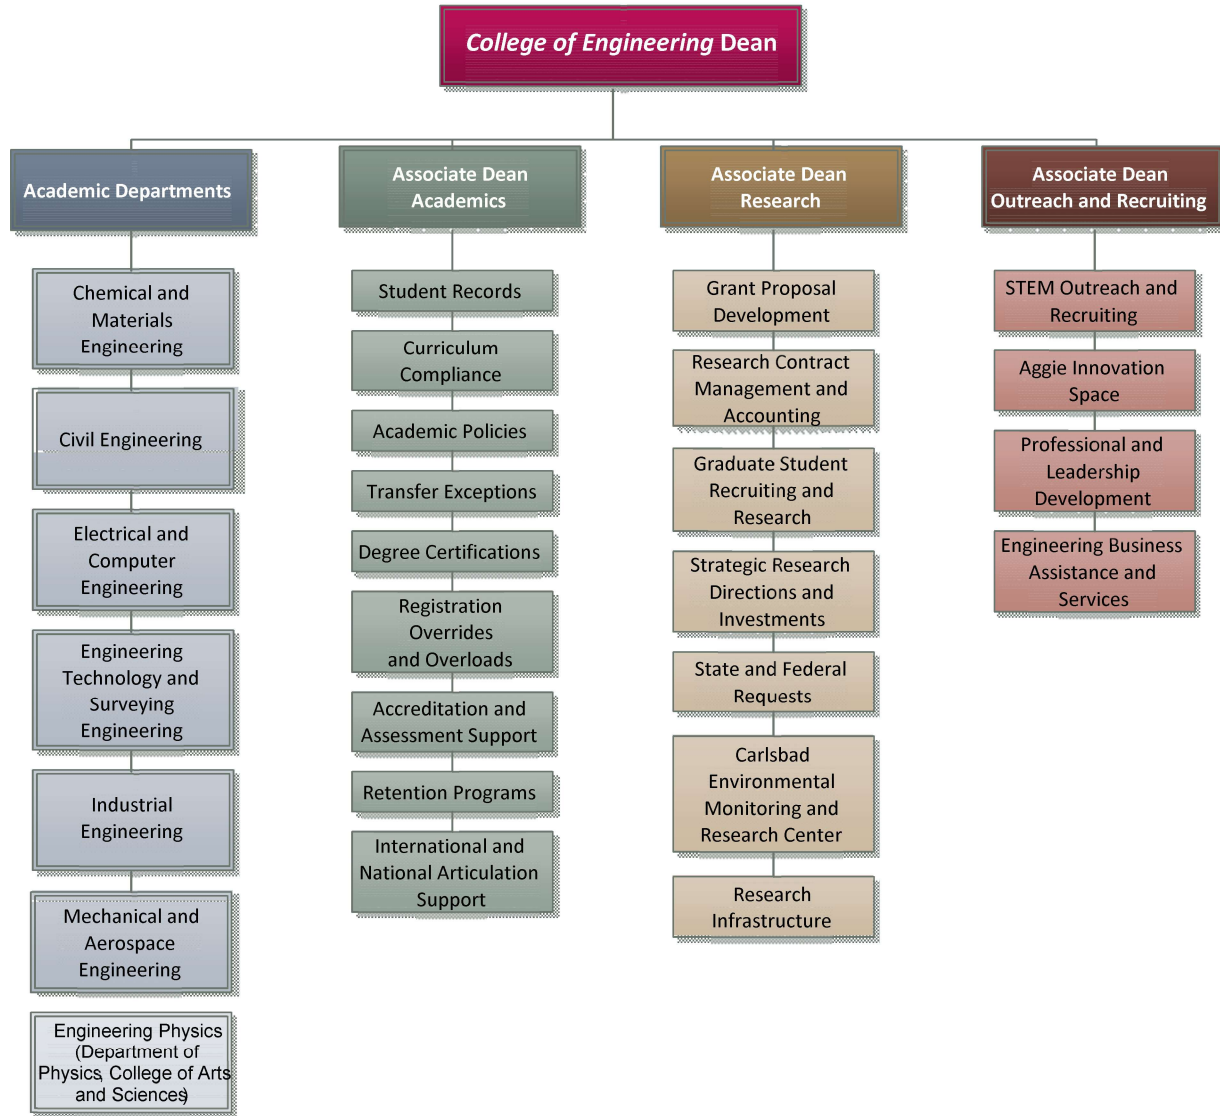 College of Engineering Dean
Academic Departments
Chemical and
Materials
Engineering
Civil Engineering
Electrical and
Computer
Engineering
Engineering
Technology and
Surveying
Engineering
Industrial
Engineering
Mechanical and
Aerospace
Engineering
Engineering Physics
(Department of
Physics, College of Arts
and Sciences)
Associate Dean
Academics
Student Records
Curriculum
Compliance
Academic Policies
Transfer Exceptions
Degree Certifications
Registration
Overrides
and Overloads
Accreditation and
Assessment Support
Retention Programs
International and
National Articulation
Support
Associate Dean
Research
Grant Proposal
Development
Research Contract
Management and
Accounting
Graduate Student
Recruiting and
Research
Strategic Research
Directions and
Investments
State and Federal
Requests
Carlsbad
Environmental
Monitoring and
Research Center
Research
Infrastructure
Associate Dean
Outreach and Recruiting
STEM Outreach and
Recruiting
Aggie Innovation
Space
Professional and
Leadership
Development
Engineering Business
Assistance and
Services